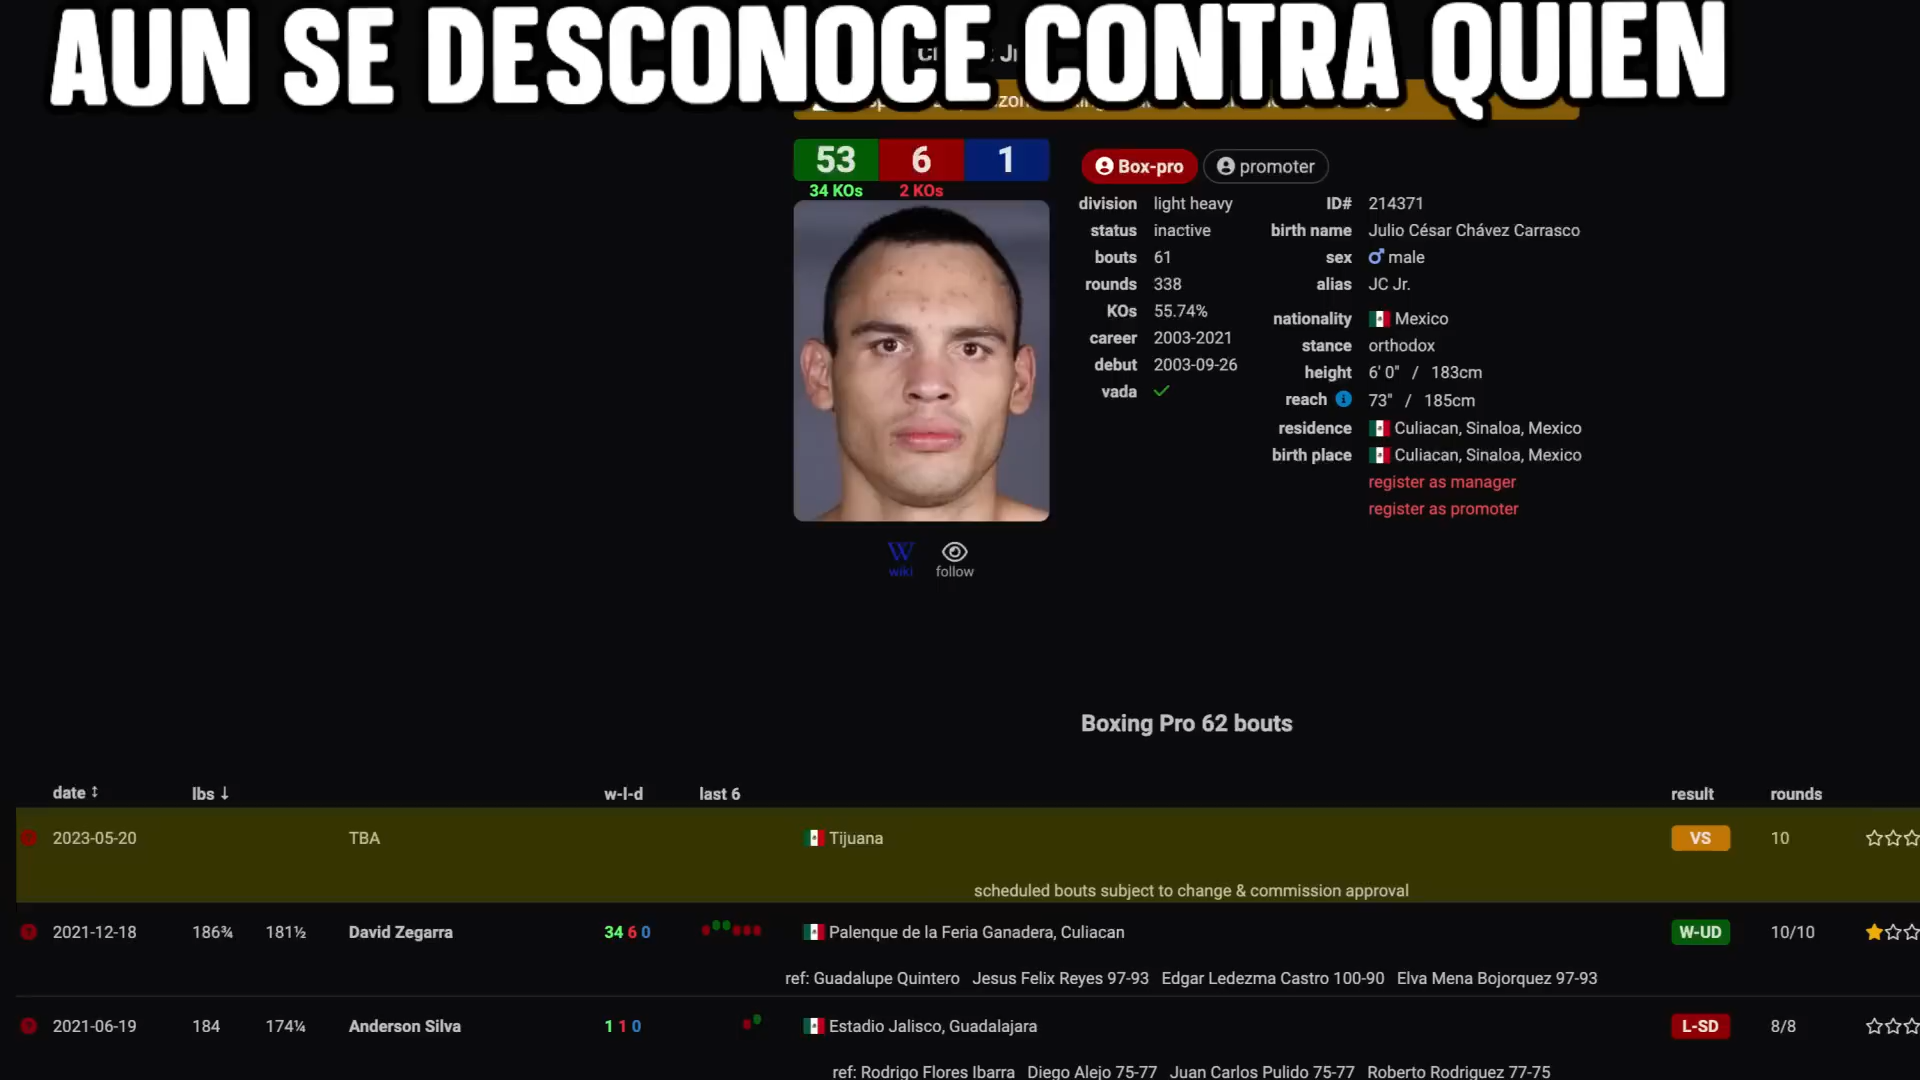 AUN SE DESCONOCE CONTRA QUIEN
53 6 1
34 KOs 2 KOs
Box-pro promoter
division light heavy ID# 214371
status inactive birth name Julio César Chávez Carrasco
bouts 61 sex male
rounds 338 alias JC Jr.
KOs 55.74% nationality Mexico
career 2003-2021 stance orthodox
debut 2003-09-26 height 6' 0" / 183cm
vada reach 73" / 185cm
residence Culiacan, Sinaloa, Mexico
birth place Culiacan, Sinaloa, Mexico
register as manager
register as promoter
W
wiki follow
Boxing Pro 62 bouts
date lbs w-l-d last 6 result rounds
2023-05-20 TBA Tijuana VS 10
scheduled bouts subject to change & commission approval
2021-12-18 186¾ 181½ David Zegarra 34 6 0 Palenque de la Feria Ganadera, Culiacan W-UD 10/10
ref: Guadalupe Quintero Jesus Felix Reyes 97-93 Edgar Ledezma Castro 100-90 Elva Mena Bojorquez 97-93
2021-06-19 184 174¼ Anderson Silva 1 1 0 Estadio Jalisco, Guadalajara L-SD 8/8
ref: Rodrigo Flores Ibarra Diego Alejo 75-77 Juan Carlos Pulido 75-77 Roberto Rodriguez 77-75